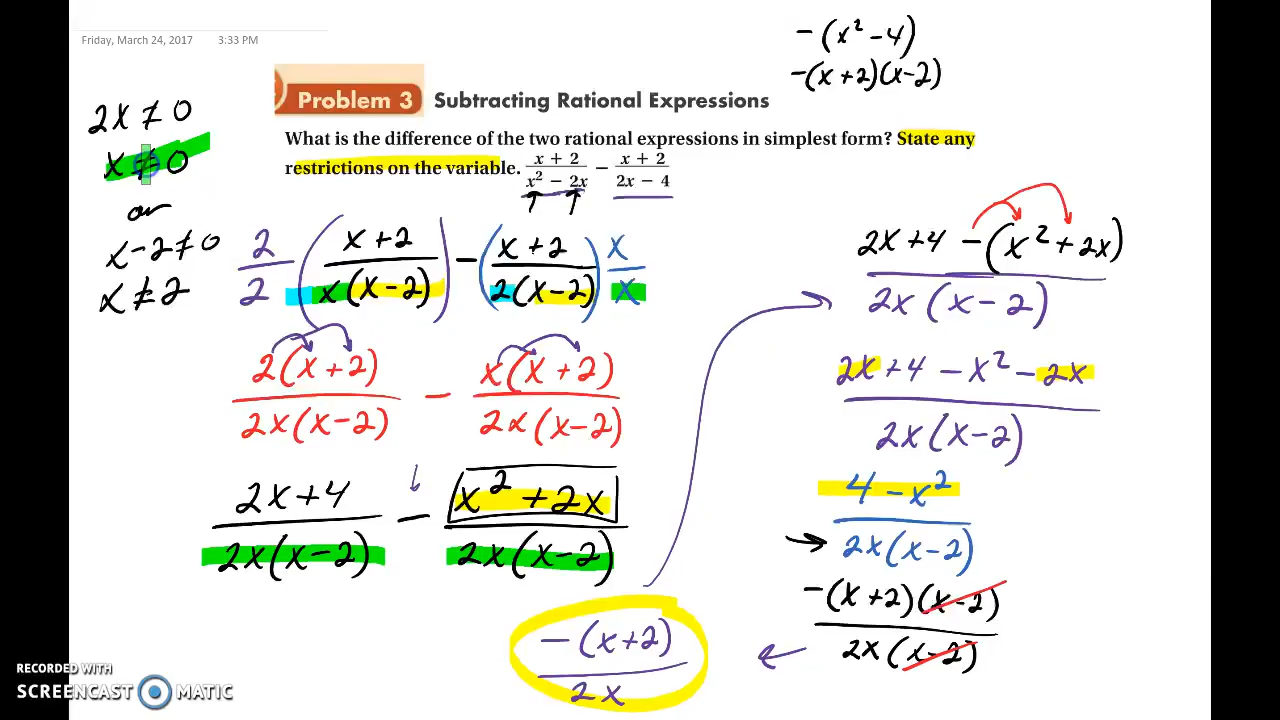 Friday, March 24, 2017 3:33 PM
-(x² - 4)
-(x + 2)(x - 2)
Problem 3 Subtracting Rational Expressions
What is the difference of the two rational expressions in simplest form? State any
restrictions on the variable. (x + 2)/(x² - 2x) - (x + 2)/(2x - 4)
2x ≠ 0
x ≠ 0
or
x - 2 ≠ 0
x ≠ 2
2/2 ((x + 2)/(x(x - 2))) - ((x + 2)/(2(x - 2))) x/x
2(x + 2)/(2x(x - 2)) - x(x + 2)/(2x(x - 2))
(2x + 4)/(2x(x - 2)) - (x² + 2x)/(2x(x - 2))
(2x + 4 - (x² + 2x))/(2x(x - 2))
(2x + 4 - x² - 2x)/(2x(x - 2))
(4 - x²)/(2x(x - 2))
-(x + 2)(x - 2)/(2x(x - 2))
-(x + 2)/(2x)
RECORDED WITH
SCREENCAST MATIC